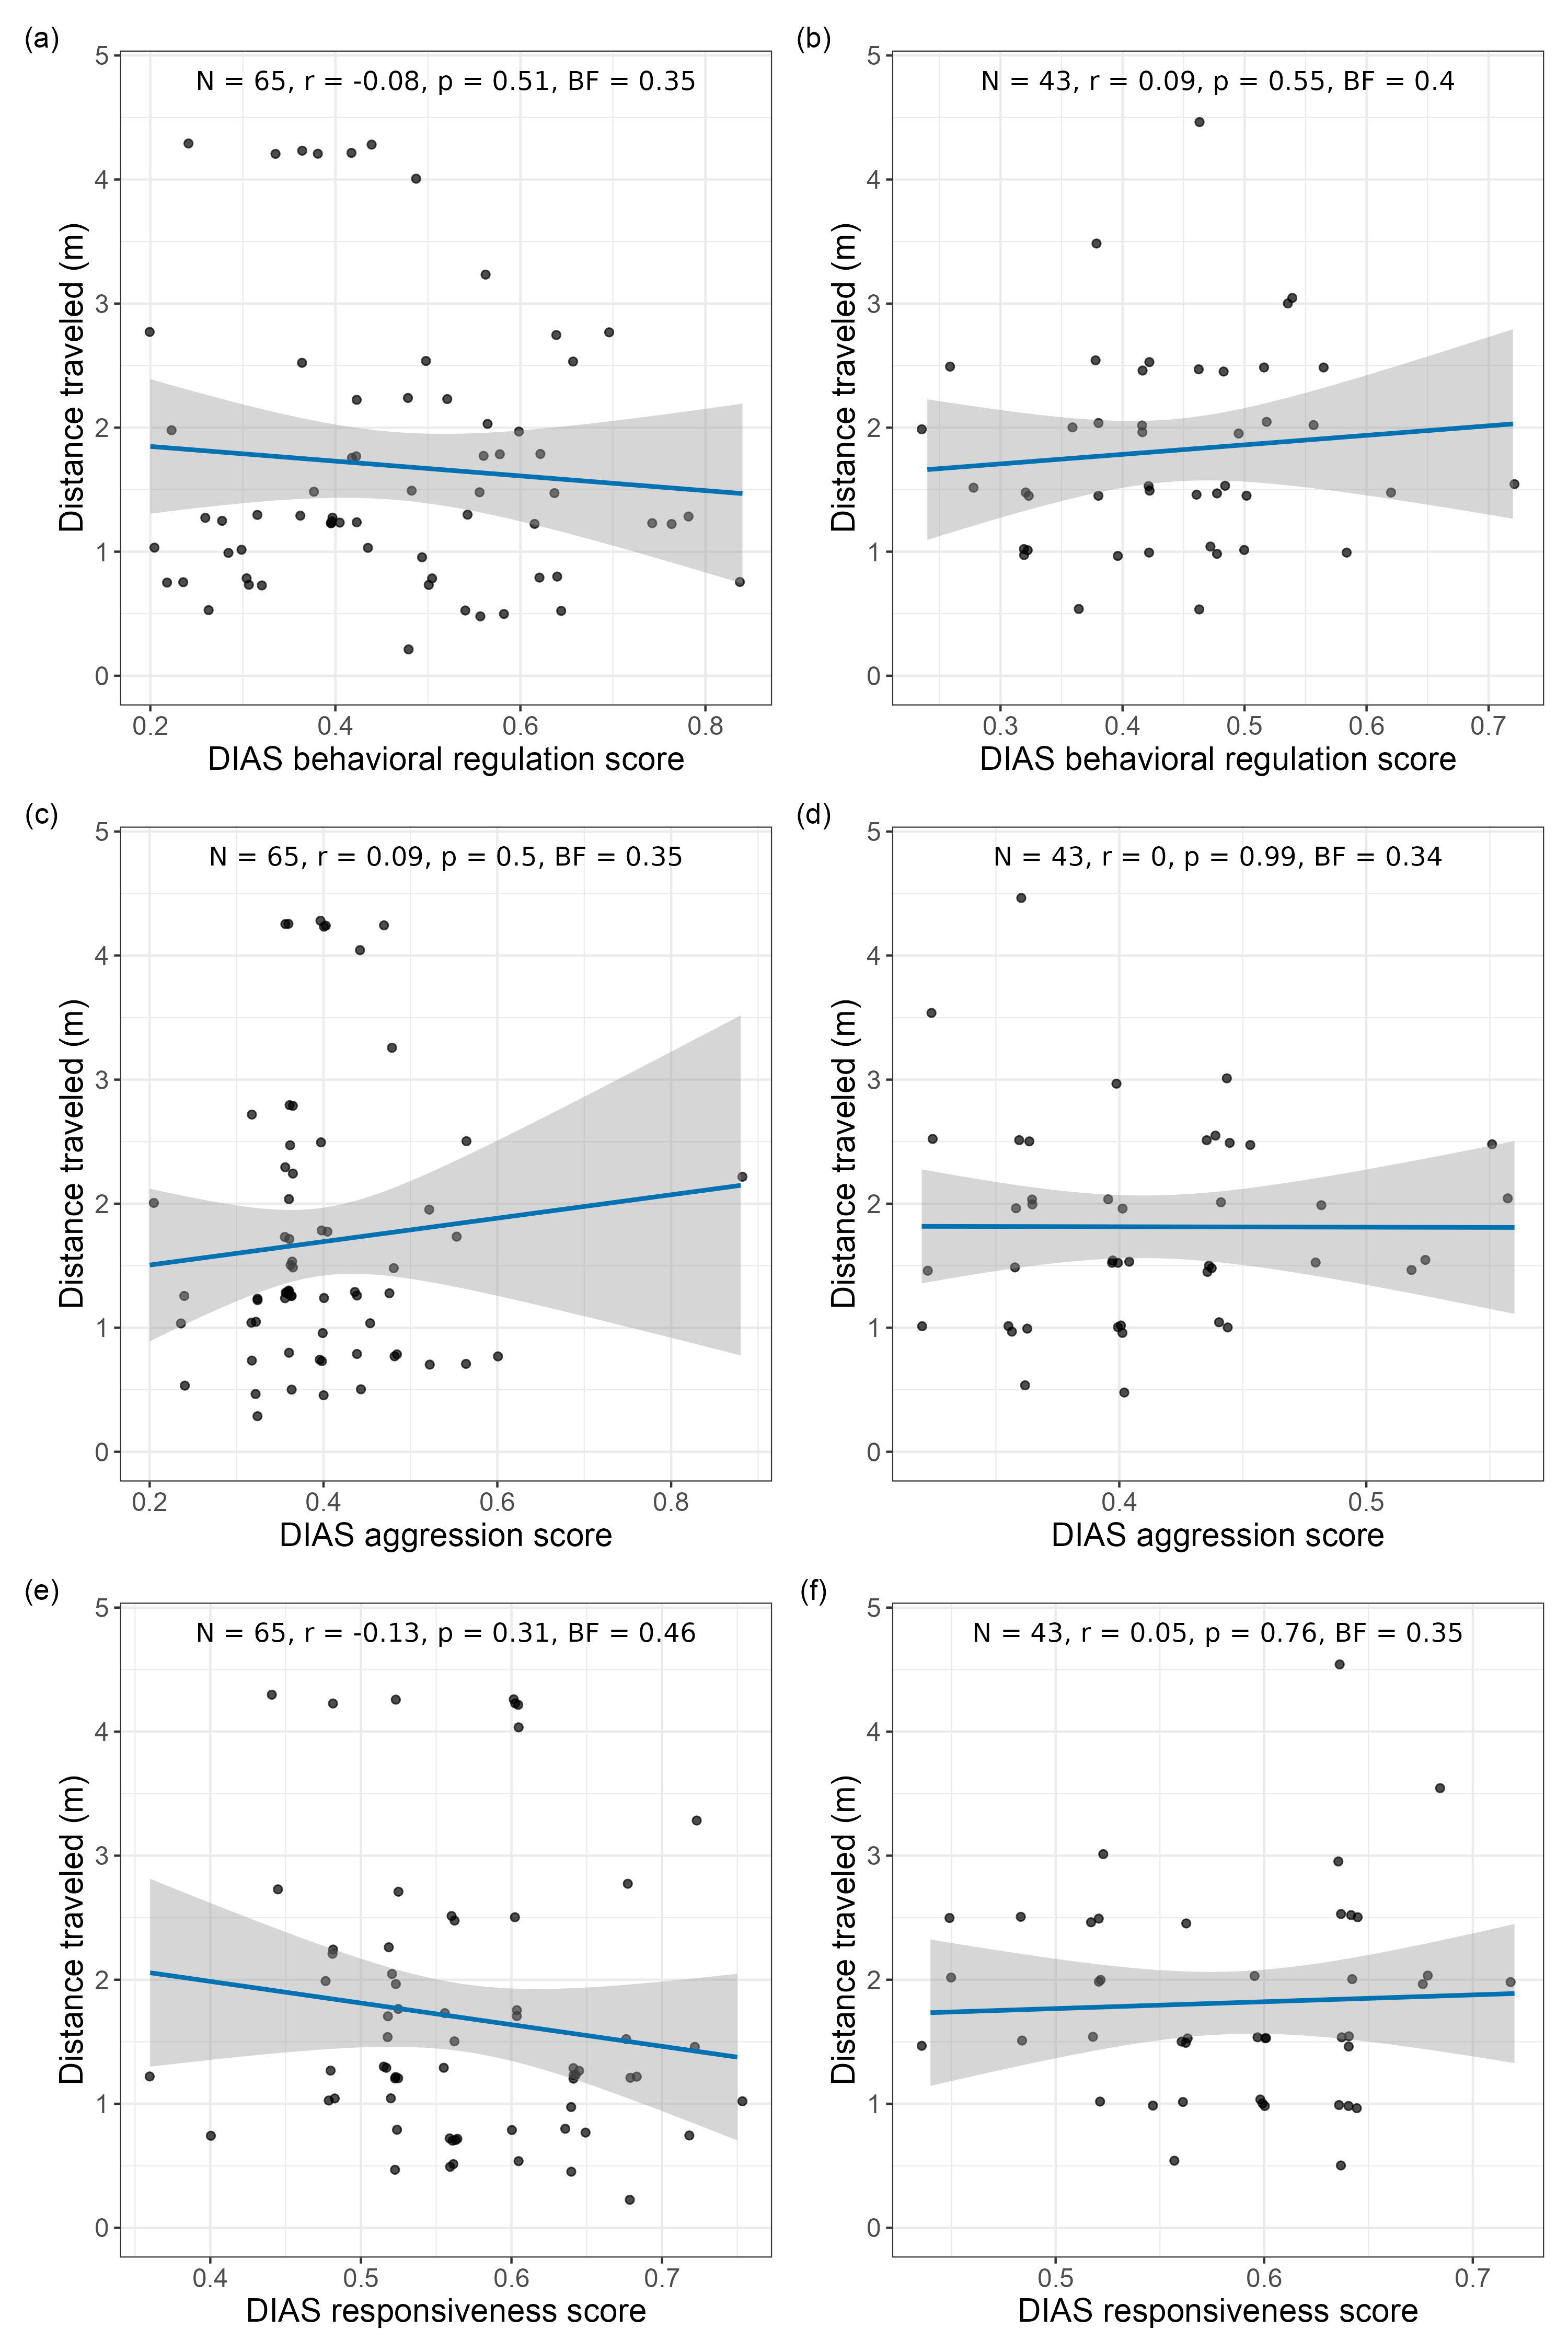 (a)
N = 65, r = -0.08, p = 0.51, BF = 0.35
Distance traveled (m)
5
4
3
2
1
0
0.2 0.4 0.6 0.8
DIAS behavioral regulation score
(b)
N = 43, r = 0.09, p = 0.55, BF = 0.4
Distance traveled (m)
5
4
3
2
1
0
0.3 0.4 0.5 0.6 0.7
DIAS behavioral regulation score
(c)
N = 65, r = 0.09, p = 0.5, BF = 0.35
Distance traveled (m)
5
4
3
2
1
0
0.2 0.4 0.6 0.8
DIAS aggression score
(d)
N = 43, r = 0, p = 0.99, BF = 0.34
Distance traveled (m)
5
4
3
2
1
0
0.4 0.5
DIAS aggression score
(e)
N = 65, r = -0.13, p = 0.31, BF = 0.46
Distance traveled (m)
5
4
3
2
1
0
0.4 0.5 0.6 0.7
DIAS responsiveness score
(f)
N = 43, r = 0.05, p = 0.76, BF = 0.35
Distance traveled (m)
5
4
3
2
1
0
0.5 0.6 0.7
DIAS responsiveness score